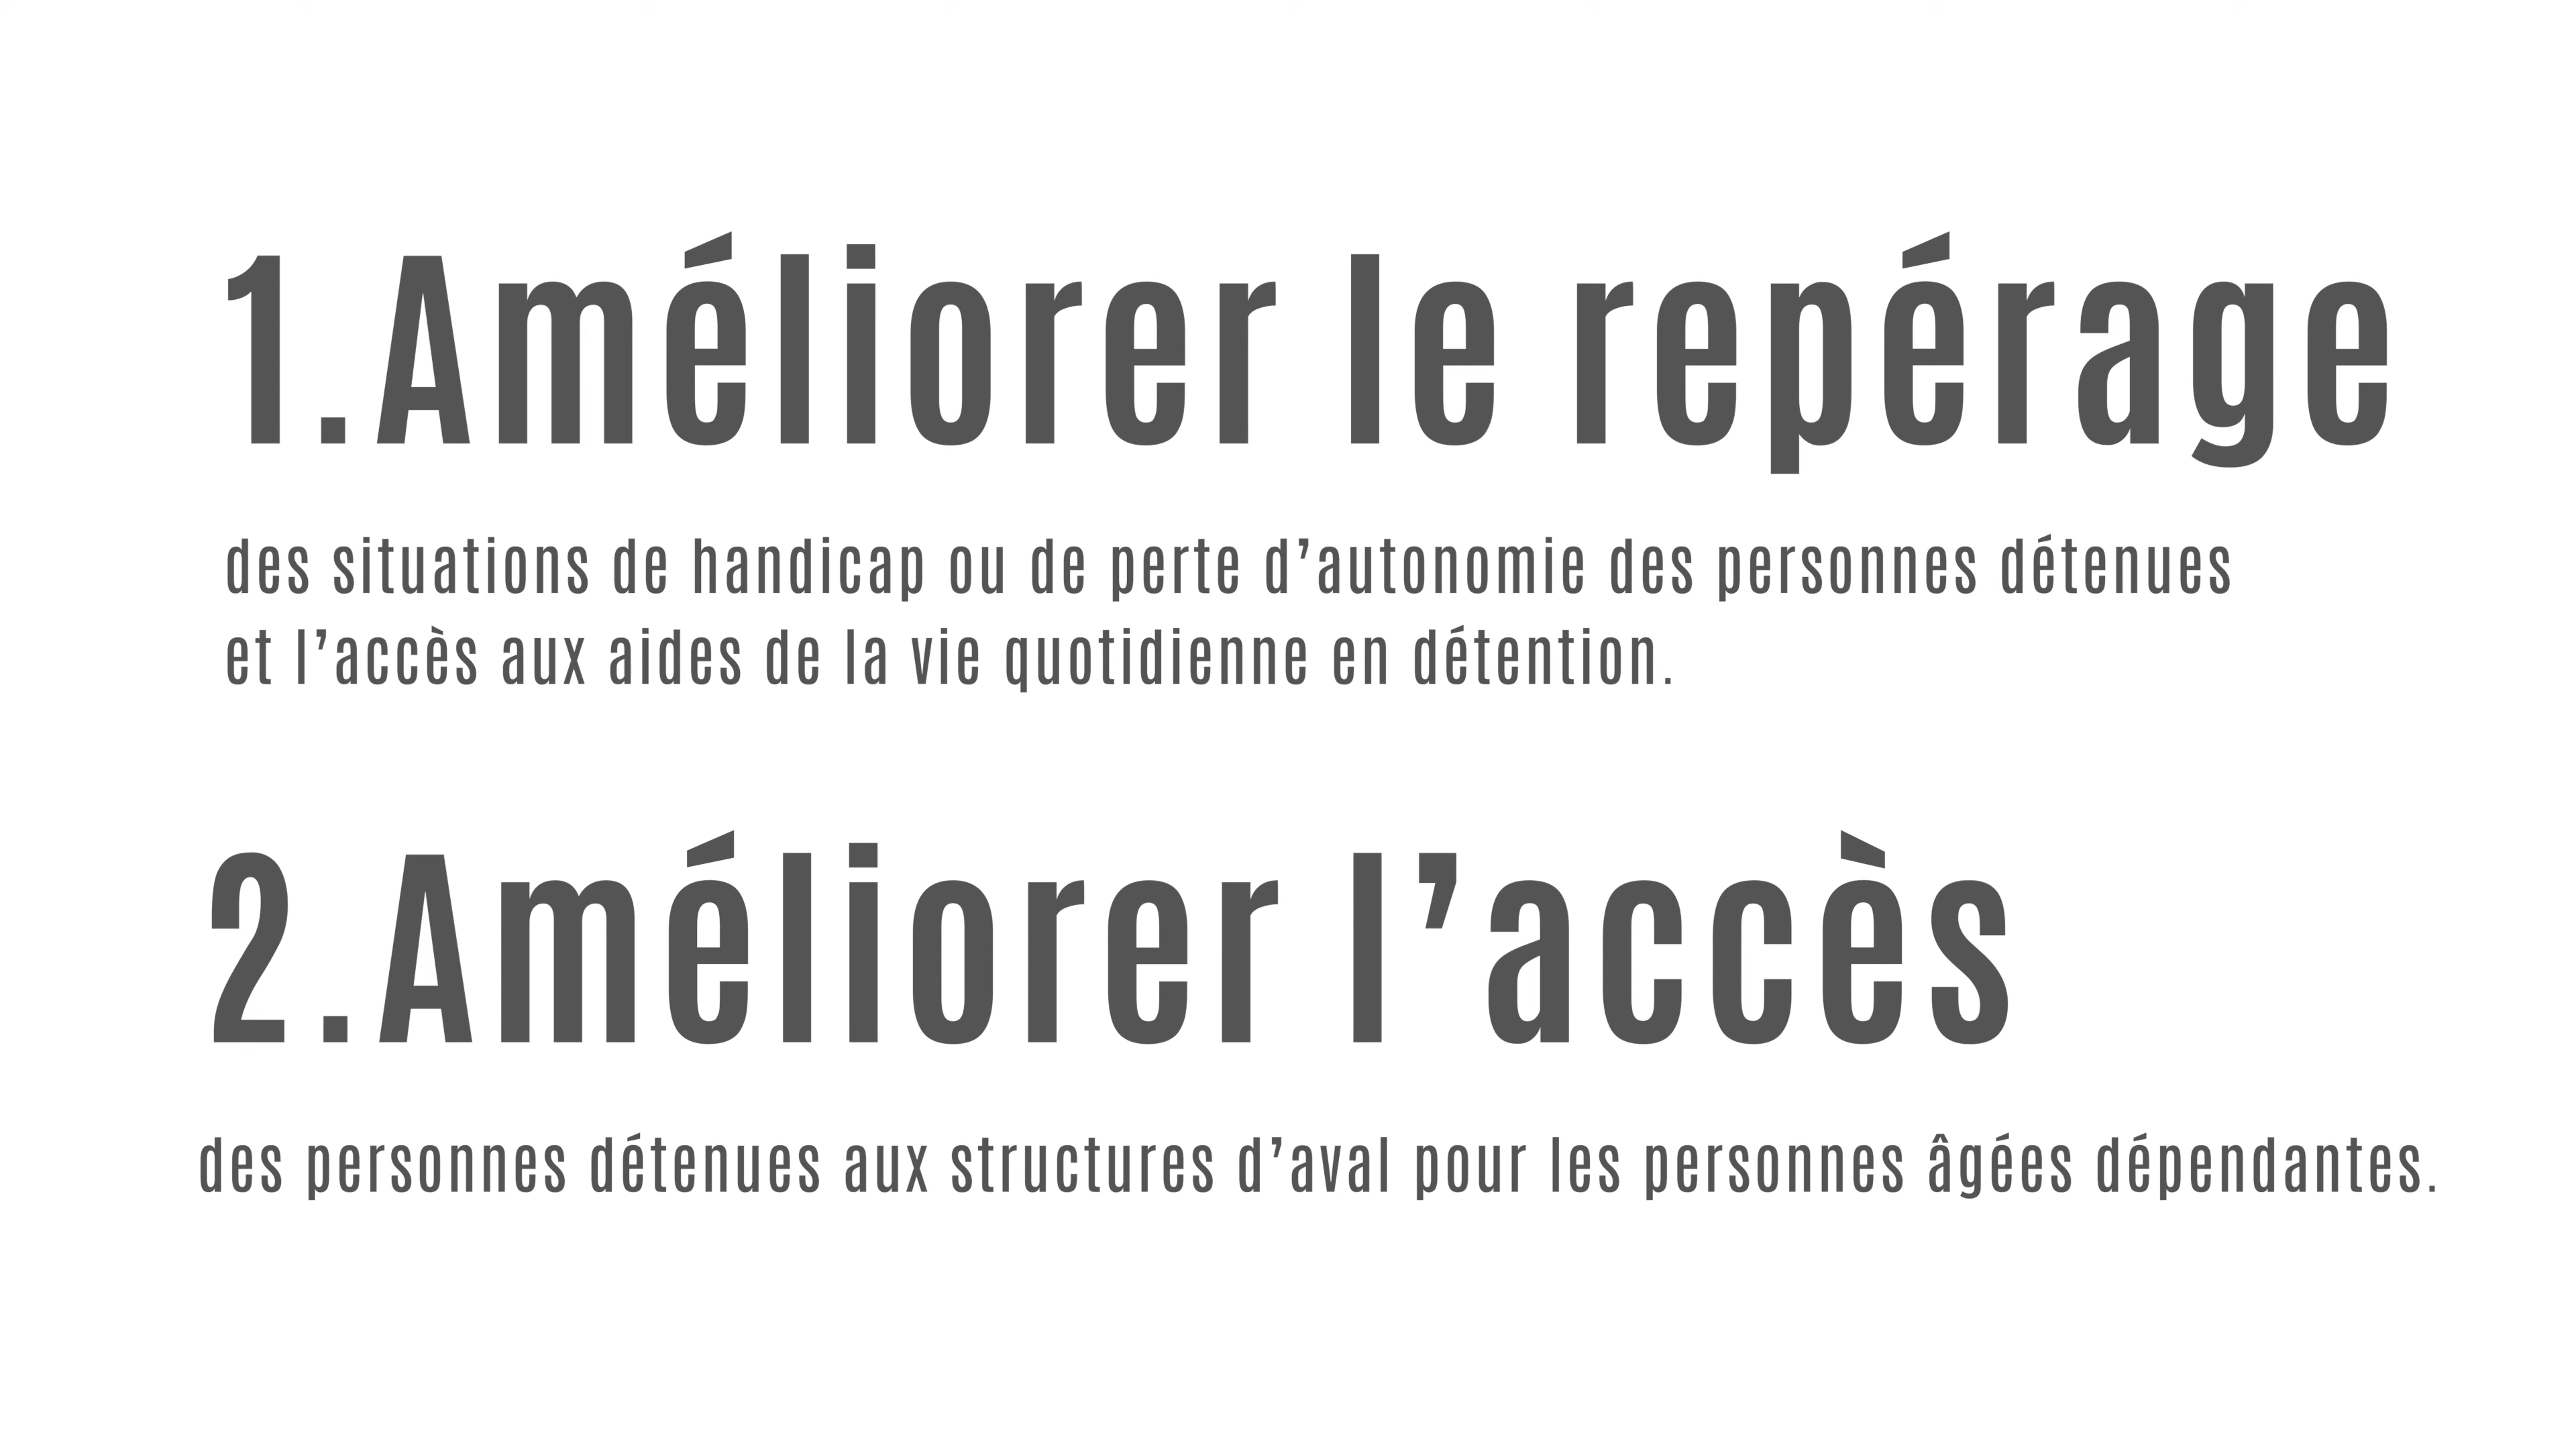 1.Améliorer le repérage
des situations de handicap ou de perte d’autonomie des personnes détenues
et l’accès aux aides de la vie quotidienne en détention.
2.Améliorer l’accès
des personnes détenues aux structures d’aval pour les personnes âgées dépendantes.